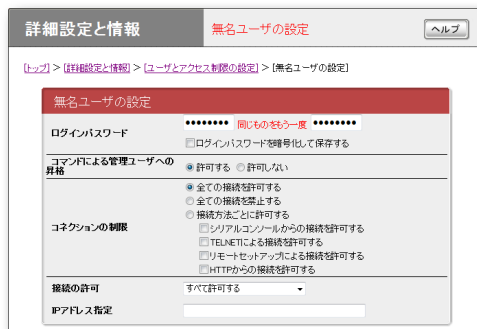 詳細設定と情報 無名ユーザの設定 ヘルプ
[トップ] > [詳細設定と情報] > [ユーザとアクセス制限の設定] > [無名ユーザの設定]
無名ユーザの設定
ログインパスワード ●●●●●●●● 同じものをもう一度 ●●●●●●●●
ログインパスワードを暗号化して保存する
コマンドによる管理ユーザへの
昇格
許可する 許可しない
全ての接続を許可する
全ての接続を禁止する
接続方法ごとに許可する
コネクションの制限
シリアルコンソールからの接続を許可する
TELNETによる接続を許可する
リモートセットアップによる接続を許可する
HTTPからの接続を許可する
接続の許可 すべて許可する
IPアドレス指定